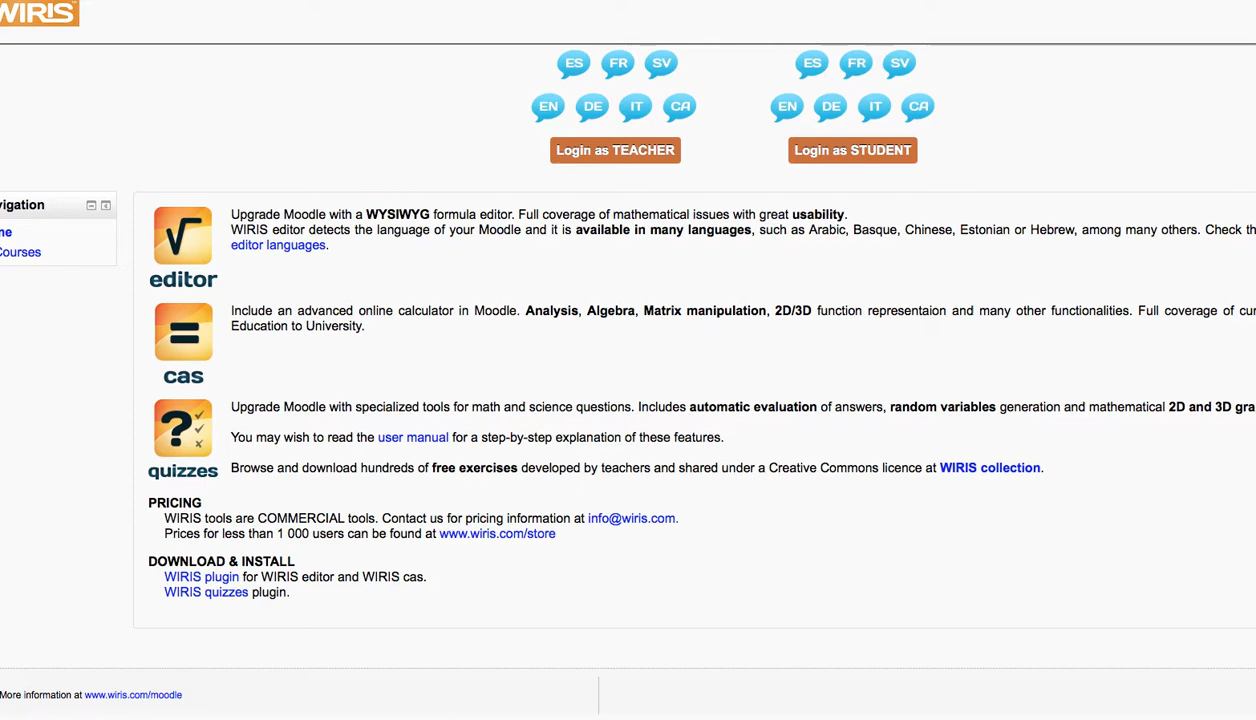 WIRIS
ES FR SV ES FR SV
EN DE IT CA EN DE IT CA
Login as TEACHER Login as STUDENT
vigation
me
Courses
Upgrade Moodle with a WYSIWYG formula editor. Full coverage of mathematical issues with great usability.
WIRIS editor detects the language of your Moodle and it is available in many languages, such as Arabic, Basque, Chinese, Estonian or Hebrew, among many others. Check th
editor languages.
editor
Include an advanced online calculator in Moodle. Analysis, Algebra, Matrix manipulation, 2D/3D function representaion and many other functionalities. Full coverage of cur
Education to University.
cas
Upgrade Moodle with specialized tools for math and science questions. Includes automatic evaluation of answers, random variables generation and mathematical 2D and 3D gra
You may wish to read the user manual for a step-by-step explanation of these features.
Browse and download hundreds of free exercises developed by teachers and shared under a Creative Commons licence at WIRIS collection.
quizzes
PRICING
WIRIS tools are COMMERCIAL tools. Contact us for pricing information at info@wiris.com.
Prices for less than 1 000 users can be found at www.wiris.com/store
DOWNLOAD & INSTALL
WIRIS plugin for WIRIS editor and WIRIS cas.
WIRIS quizzes plugin.
More information at www.wiris.com/moodle